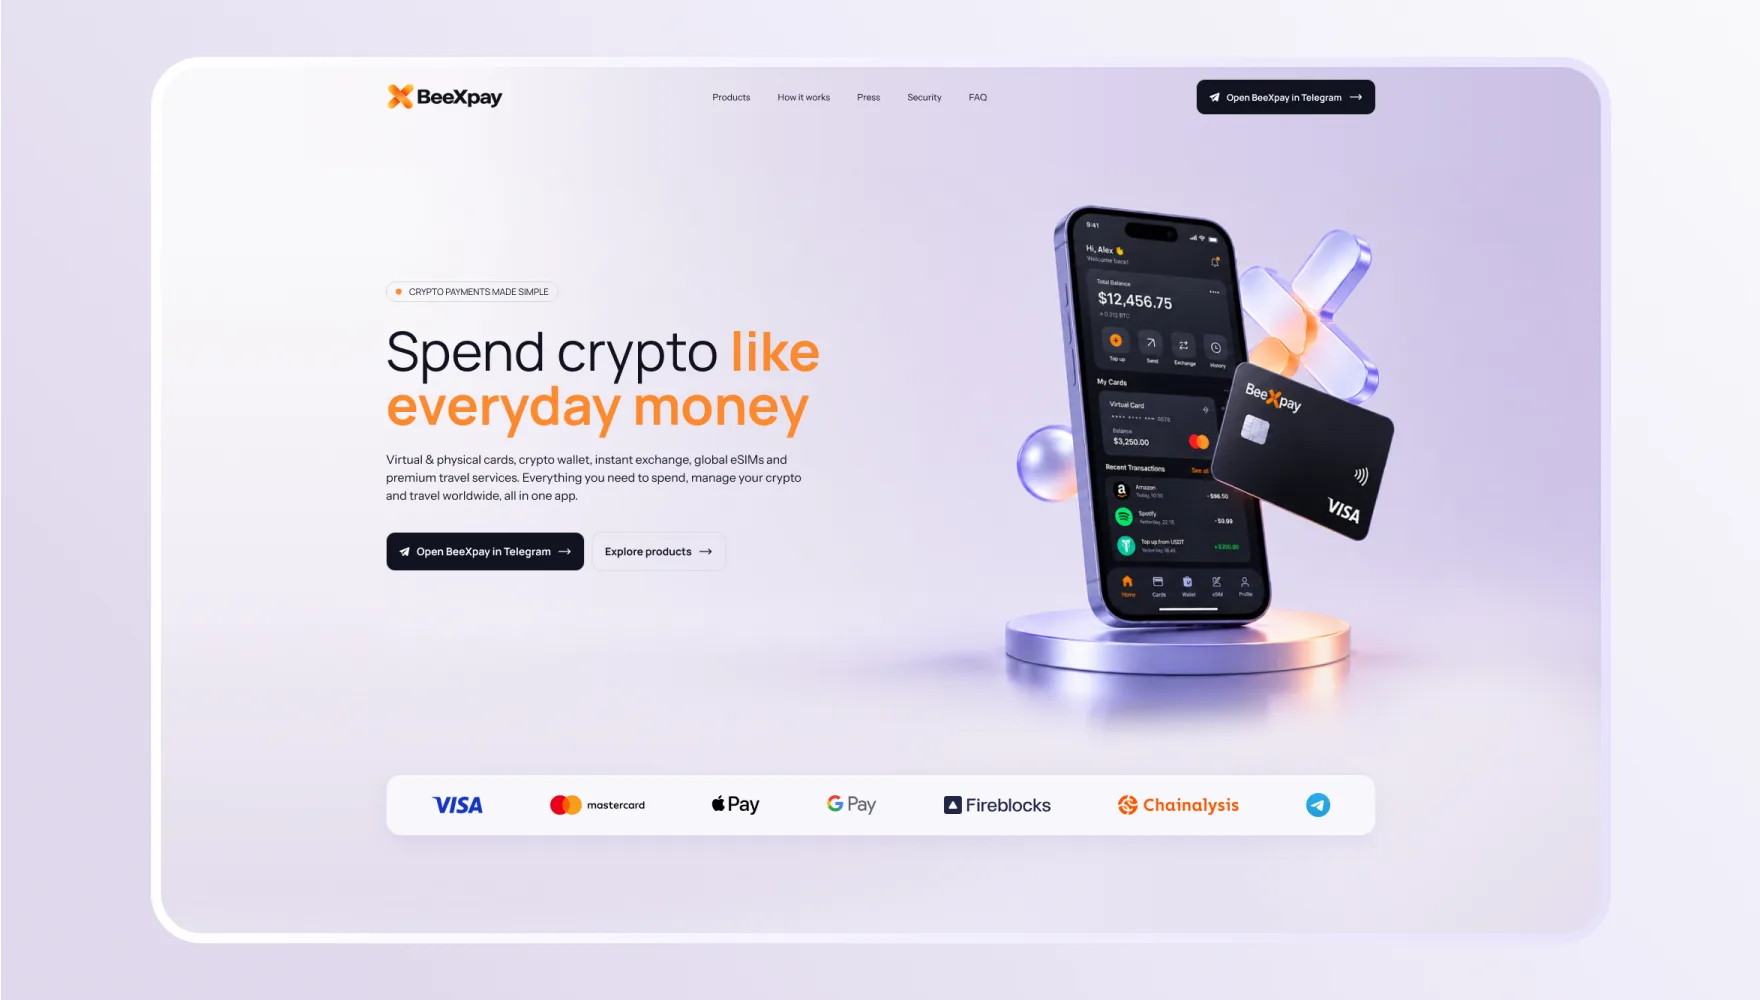 BeeXpay
Products
How it works
Press
Security
FAQ
Open BeeXpay in Telegram
CRYPTO PAYMENTS MADE SIMPLE
Spend crypto like
everyday money
Virtual & physical cards, crypto wallet, instant exchange, global eSIMs and
premium travel services. Everything you need to spend, manage your crypto
and travel worldwide, all in one app.
Open BeeXpay in Telegram
Explore products
9:41
Hi, Alex 👋
Welcome back!
Total Balance
$12,456.75
Top up
Send
Exchange
History
My Cards
Virtual Card
Balance
$3,250.00
Recent Transactions
See all
Amazon
-$96.50
Spotify
-$9.99
Top up from USDT
Home
Cards
Wallet
eSIM
Profile
BeeXpay
VISA
VISA
mastercard
Pay
G Pay
Fireblocks
Chainalysis